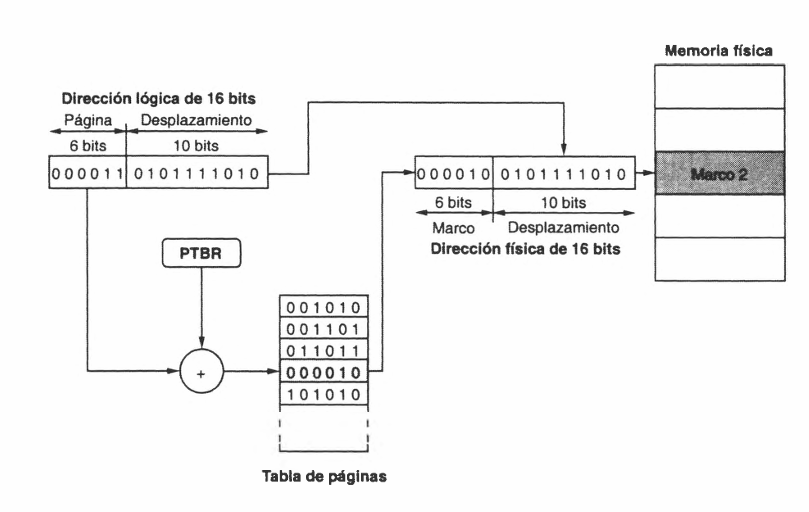 Memoria física
Dirección lógica de 16 bits
Página Desplazamiento
6 bits 10 bits
000011 0101111010
000010 0101111010
Marco 2
6 bits 10 bits
Marco Desplazamiento
Dirección física de 16 bits
PTBR
+
001010
001101
011011
000010
101010
Tabla de páginas